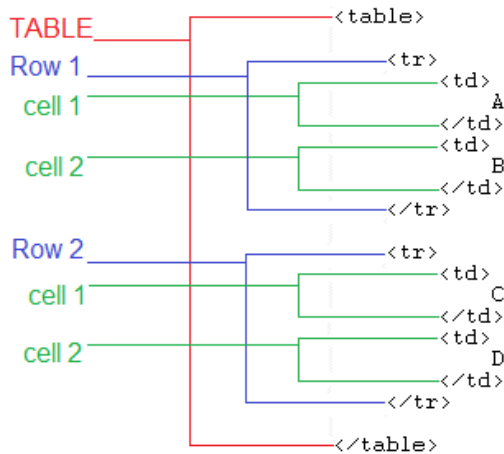 <table>
TABLE
Row 1
<tr>
cell 1
<td>
A
</td>
cell 2
<td>
B
</td>
</tr>
Row 2
<tr>
cell 1
<td>
C
</td>
cell 2
<td>
D
</td>
</tr>
</table>